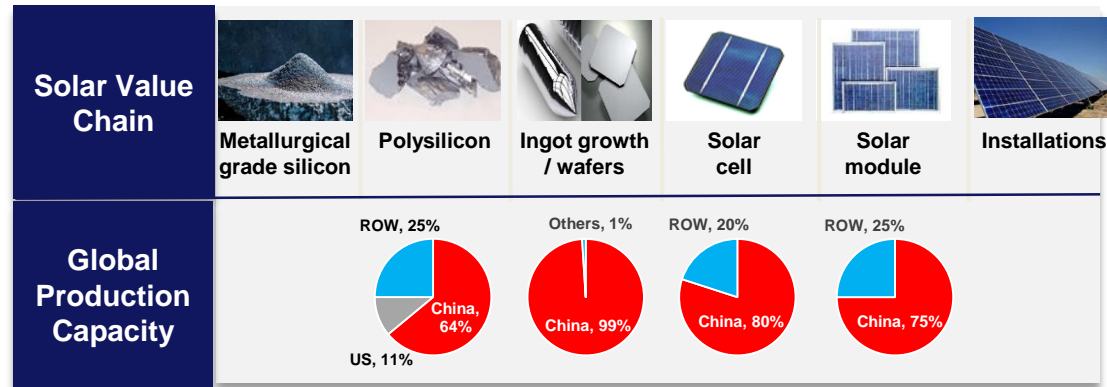 Solar Value
Chain
Metallurgical
grade silicon
Polysilicon
Ingot growth
/ wafers
Solar
cell
Solar
module
Installations
Global
Production
Capacity
ROW, 25%
China,
64%
US, 11%
Others, 1%
China, 99%
ROW, 20%
China, 80%
ROW, 25%
China, 75%